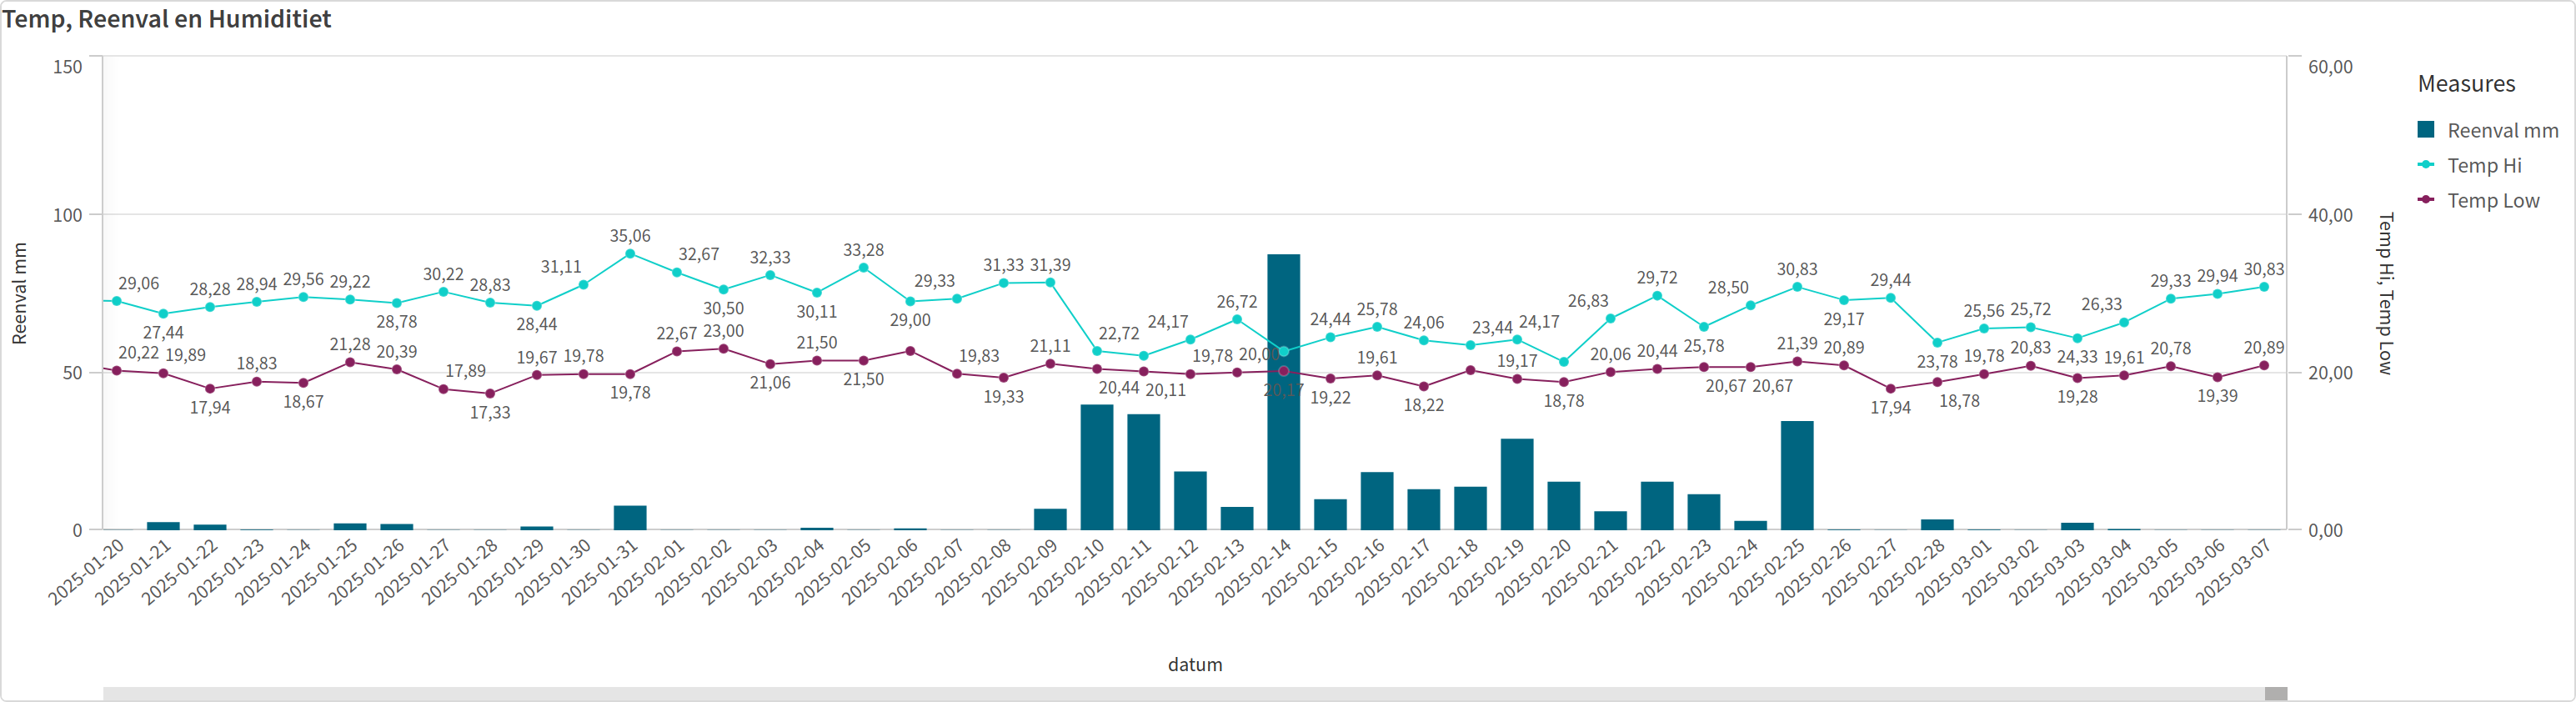 Temp, Reenval en Humiditiet
150
100
50
0
Reenval mm
60,00
40,00
20,00
0,00
Temp Hi, Temp Low
Measures
Reenval mm
Temp Hi
Temp Low
29,06 27,44 28,28 28,94 29,56 29,22 28,78 30,22 28,83 28,44 31,11 35,06 32,67 30,50 32,33 30,11 33,28 29,00 29,33 31,33 31,39 22,72 24,17 26,72 24,44 25,78 24,06 23,44 24,17 26,83 29,72 25,78 28,50 30,83 29,17 29,44 23,78 25,56 25,72 24,33 26,33 29,33 29,94 30,83
20,22 19,89 17,94 18,83 18,67 21,28 20,39 17,89 17,33 19,67 19,78 19,78 22,67 23,00 21,06 21,50 21,50 19,83 19,33 21,11 20,44 20,11 19,78 20,17 19,22 19,61 18,22 19,17 18,78 20,06 20,44 20,67 20,67 21,39 20,89 17,94 18,78 19,78 20,83 19,28 19,61 20,78 19,39 20,89
2025-01-20 2025-01-21 2025-01-22 2025-01-23 2025-01-24 2025-01-25 2025-01-26 2025-01-27 2025-01-28 2025-01-29 2025-01-30 2025-01-31 2025-02-01 2025-02-02 2025-02-03 2025-02-04 2025-02-05 2025-02-06 2025-02-07 2025-02-08 2025-02-09 2025-02-10 2025-02-11 2025-02-12 2025-02-13 2025-02-14 2025-02-15 2025-02-16 2025-02-17 2025-02-18 2025-02-19 2025-02-20 2025-02-21 2025-02-22 2025-02-23 2025-02-24 2025-02-25 2025-02-26 2025-02-27 2025-02-28 2025-03-01 2025-03-02 2025-03-03 2025-03-04 2025-03-05 2025-03-06 2025-03-07
datum